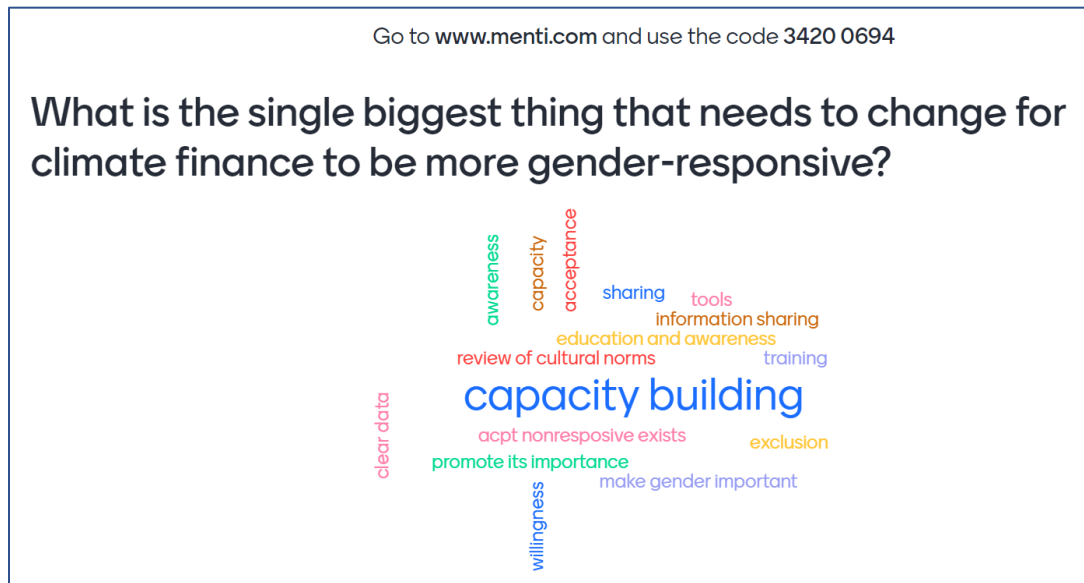 Go to www.menti.com and use the code 3420 0694
What is the single biggest thing that needs to change for
climate finance to be more gender-responsive?
awareness
capacity
acceptance
sharing
tools
information sharing
education and awareness
review of cultural norms
training
capacity building
clear data
acpt nonresposive exists
exclusion
promote its importance
make gender important
willingness